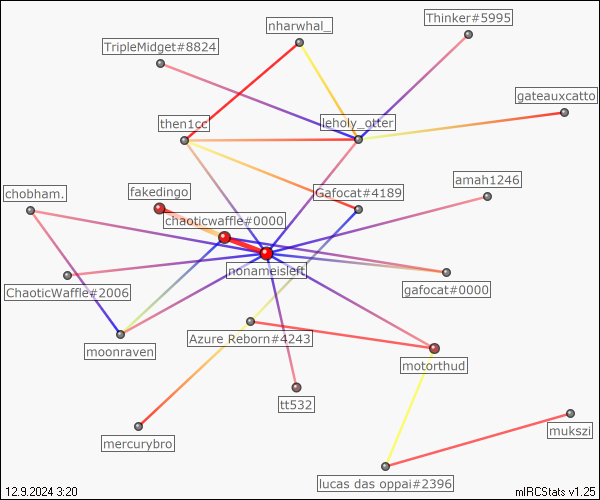 Thinker#5995
nharwhal_
TripleMidget#8824
gateauxcatto
then1cc
leholy_otter
amah1246
fakedingo
Gafocat#4189
chobham.
chaoticwaffle#0000
nonameisleft
ChaoticWaffle#2006
gafocat#0000
Azure Reborn#4243
moonraven
motorthud
tt532
mukszi
mercurybro
lucas das oppai#2396
12.9.2024 3:20
mIRCStats v1.25